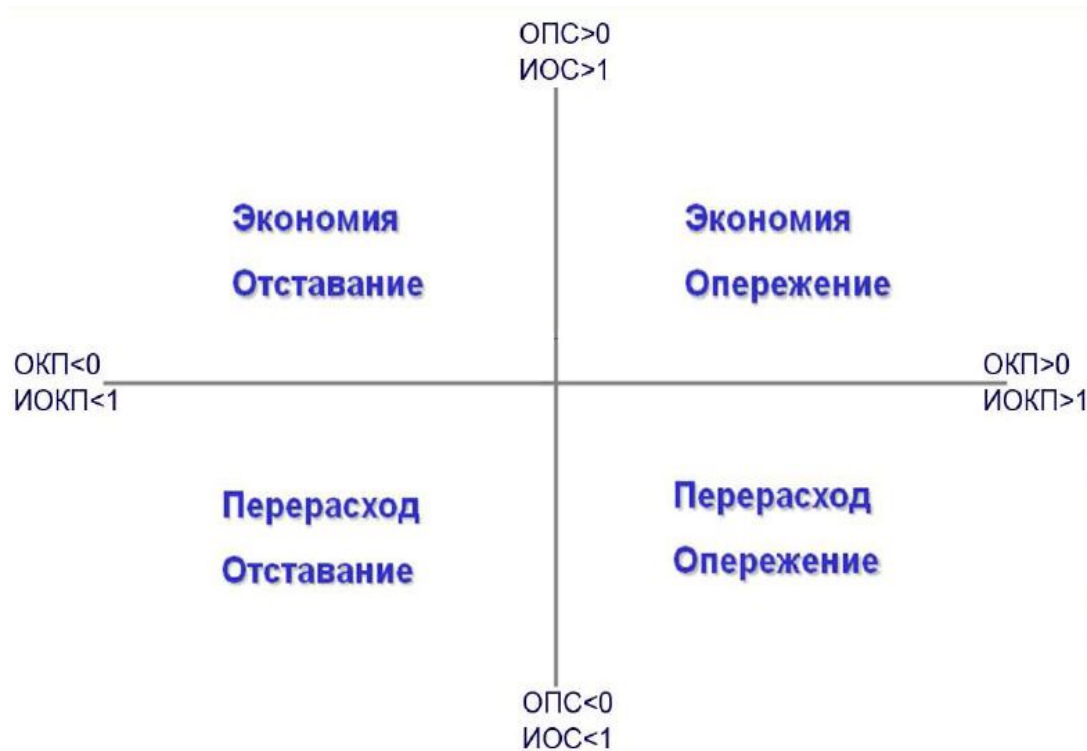 ОПС>0
ИОС>1
Экономия
Отставание
Экономия
Опережение
ОКП<0
ИОКП<1
ОКП>0
ИОКП>1
Перерасход
Отставание
Перерасход
Опережение
ОПС<0
ИОС<1